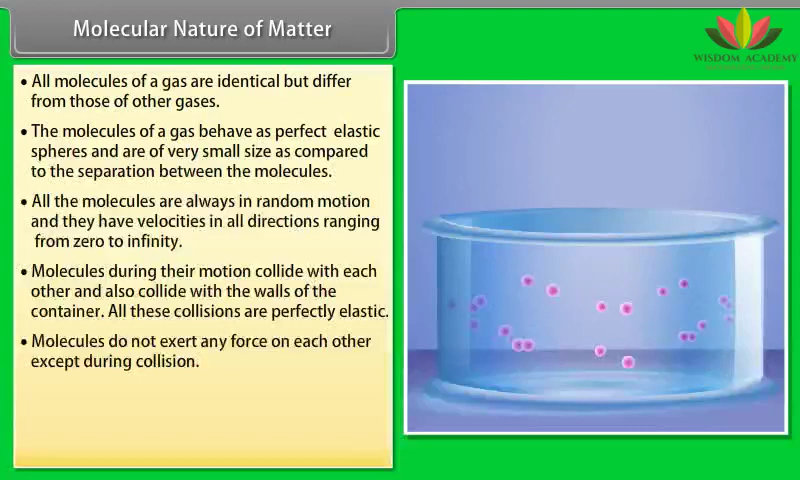 Molecular Nature of Matter
WISDOM ACADEMY
• All molecules of a gas are identical but differ
from those of other gases.
• The molecules of a gas behave as perfect elastic
spheres and are of very small size as compared
to the separation between the molecules.
• All the molecules are always in random motion
and they have velocities in all directions ranging
from zero to infinity.
• Molecules during their motion collide with each
other and also collide with the walls of the
container. All these collisions are perfectly elastic.
• Molecules do not exert any force on each other
except during collision.